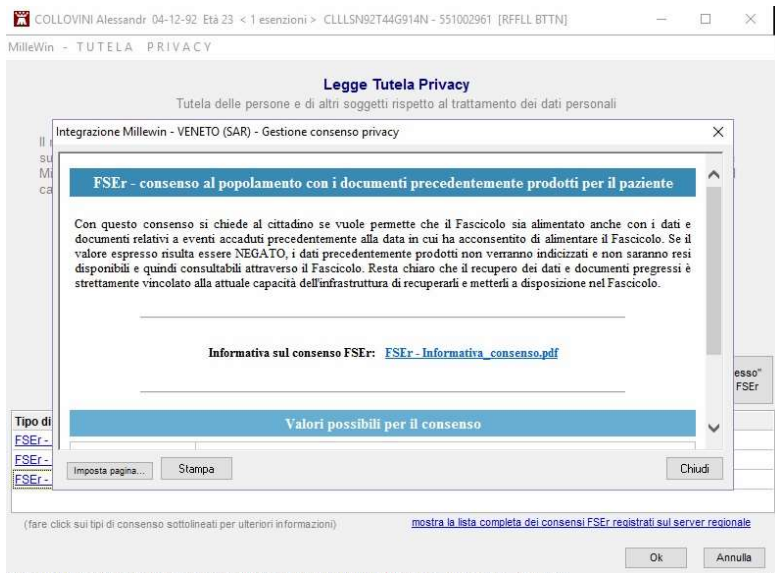 COLLOVINI Alessandr 04-12-92 Età 23 < 1 esenzioni > CLLLSN92T44G914N - 551002961 [RFFLL BTTN]
MilleWin - TUTELA PRIVACY
Legge Tutela Privacy
Tutela delle persone e di altri soggetti rispetto al trattamento dei dati personali
Il
su
Mi
ca
Integrazione Millewin - VENETO (SAR) - Gestione consenso privacy
FSEr - consenso al popolamento con i documenti precedentemente prodotti per il paziente
Con questo consenso si chiede al cittadino se vuole permette che il Fascicolo sia alimentato anche con i dati e
documenti relativi a eventi accaduti precedentemente alla data in cui ha acconsentito di alimentare il Fascicolo. Se il
valore espresso risulta essere NEGATO, i dati precedentemente prodotti non verranno indicizzati e non saranno resi
disponibili e quindi consultabili attraverso il Fascicolo. Resta chiaro che il recupero dei dati e documenti pregressi è
strettamente vincolato alla attuale capacità dell'infrastruttura di recuperarli e metterli a disposizione nel Fascicolo.
Informativa sul consenso FSEr: FSEr - Informativa_consenso.pdf
esso"
FSEr
Tipo di
Valori possibili per il consenso
FSEr -
FSEr -
FSEr -
Imposta pagina... Stampa Chiudi
(fare click sui tipi di consenso sottolineati per ulteriori informazioni) mostra la lista completa dei consensi FSEr registrati sul server regionale
Ok Annulla